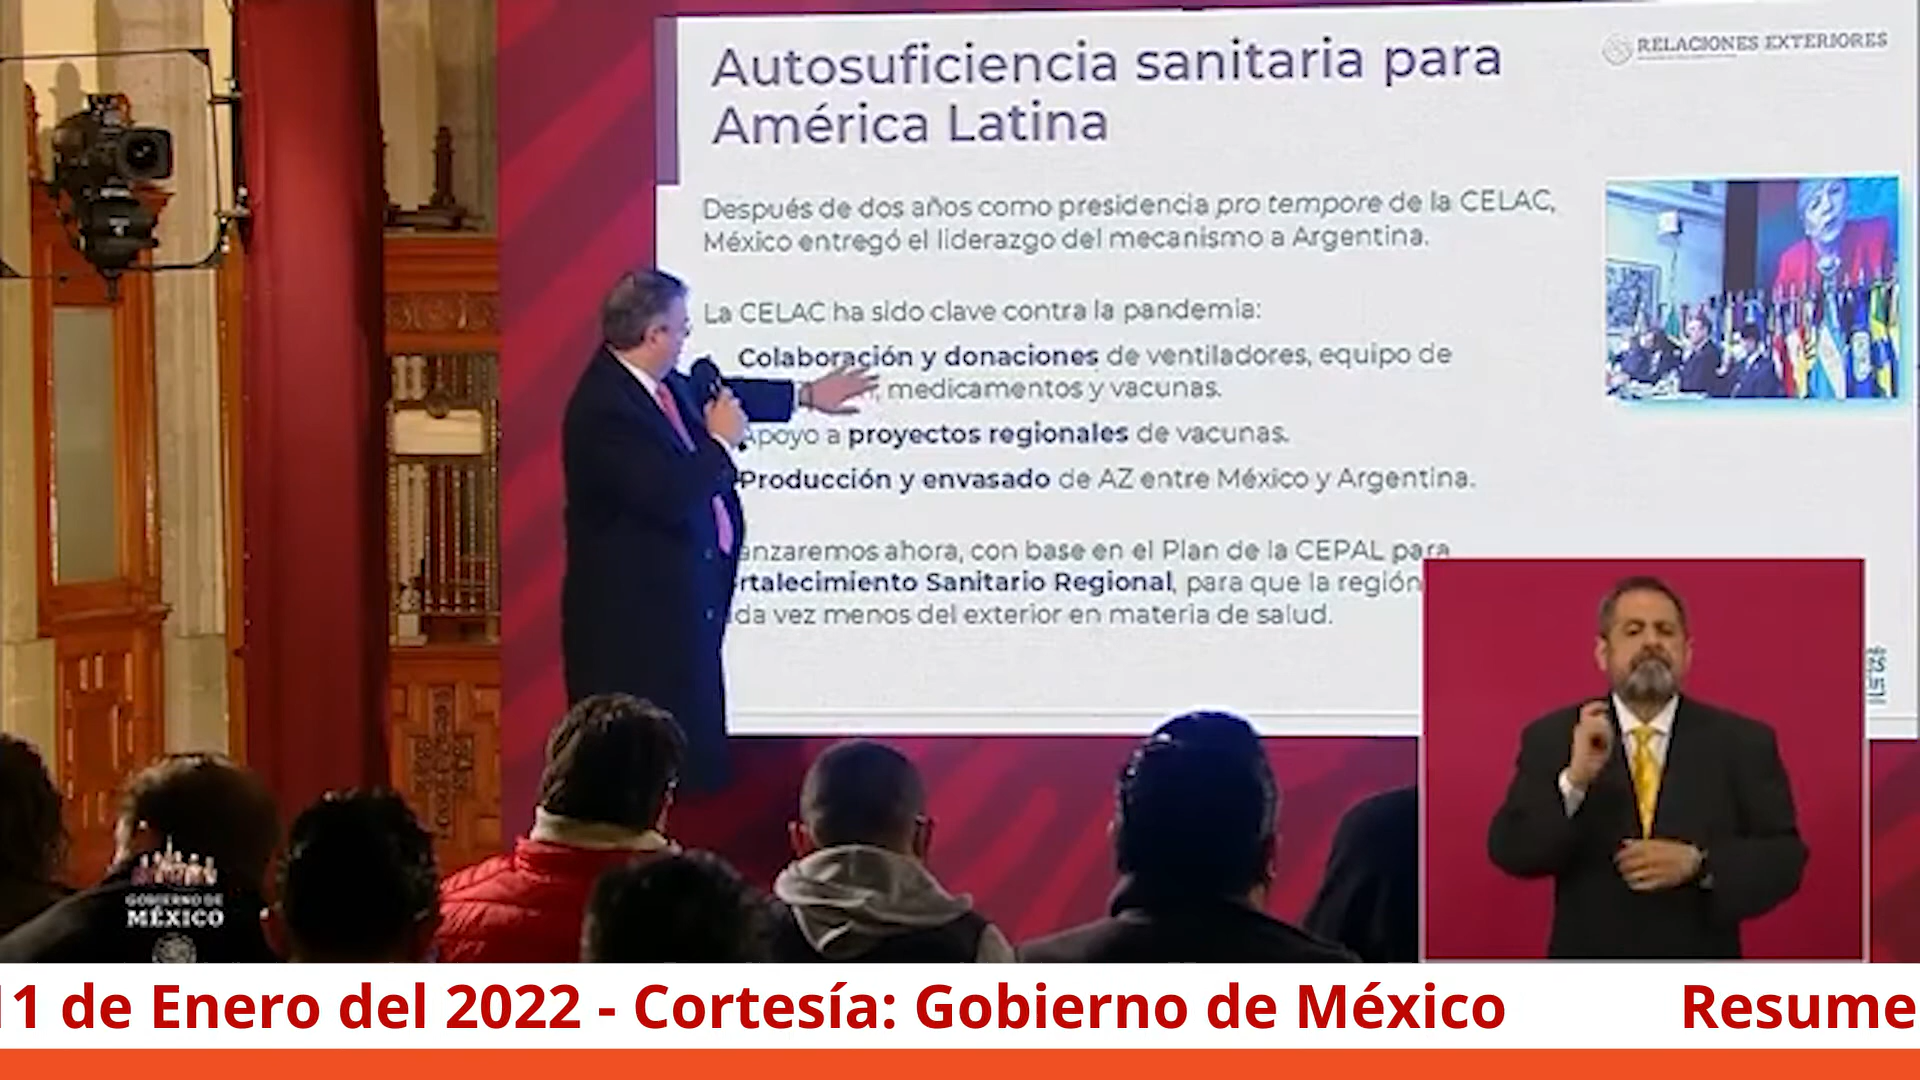 Autosuficiencia sanitaria para
América Latina
RELACIONES EXTERIORES
Después de dos años como presidencia pro tempore de la CELAC,
México entregó el liderazgo del mecanismo a Argentina.
La CELAC ha sido clave contra la pandemia:
Colaboración y donaciones de ventiladores, equipo de
medicamentos y vacunas.
Apoyo a proyectos regionales de vacunas.
Producción y envasado de AZ entre México y Argentina.
anzaremos ahora, con base en el Plan de la CEPAL para
rtalecimiento Sanitario Regional, para que la región
da vez menos del exterior en materia de salud.
GOBIERNO DE
MÉXICO
11 de Enero del 2022 - Cortesía: Gobierno de México Resume